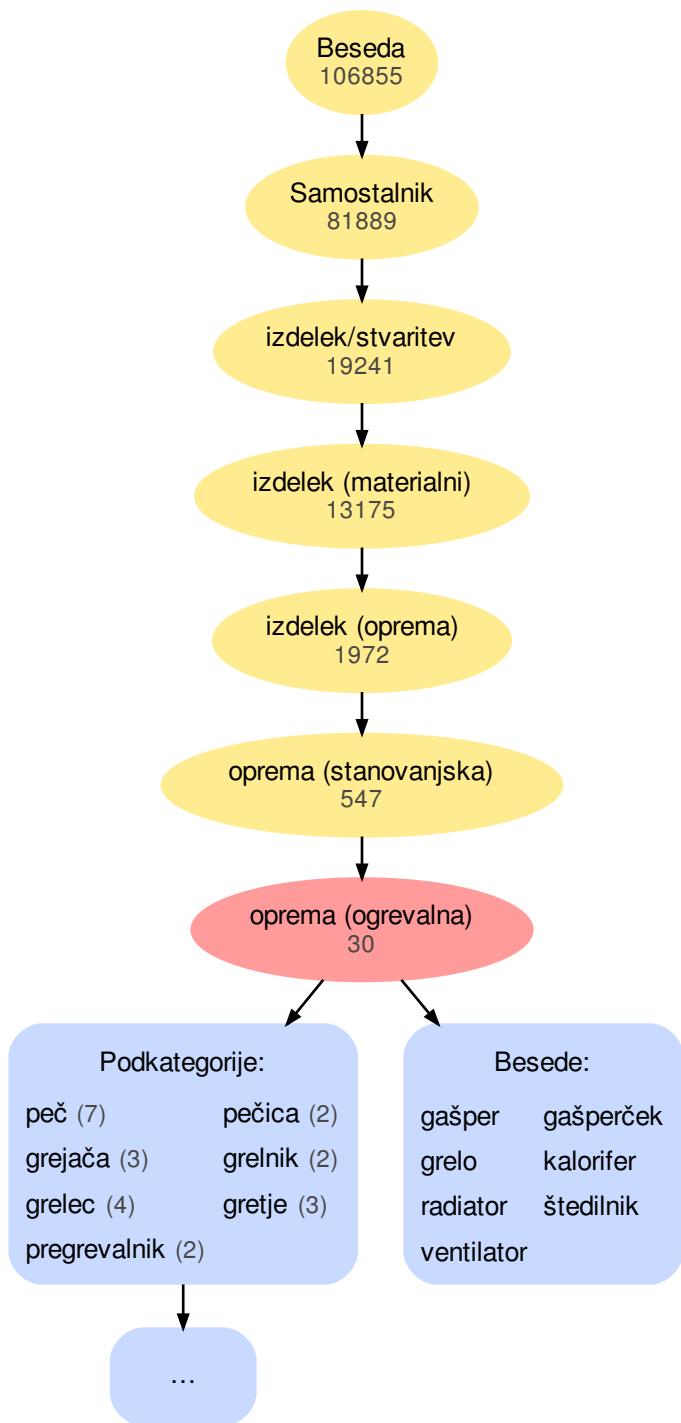 Beseda
106855
Samostalnik
81889
izdelek/stvaritev
19241
izdelek (materialni)
13175
izdelek (oprema)
1972
oprema (stanovanjska)
547
oprema (ogrevalna)
30
Podkategorije:
peč (7) pečica (2)
grejača (3) grelnik (2)
grelec (4) gretje (3)
pregrevalnik (2)
Besede:
gašper gašperček
grelo kalorifer
radiator štedilnik
ventilator
...